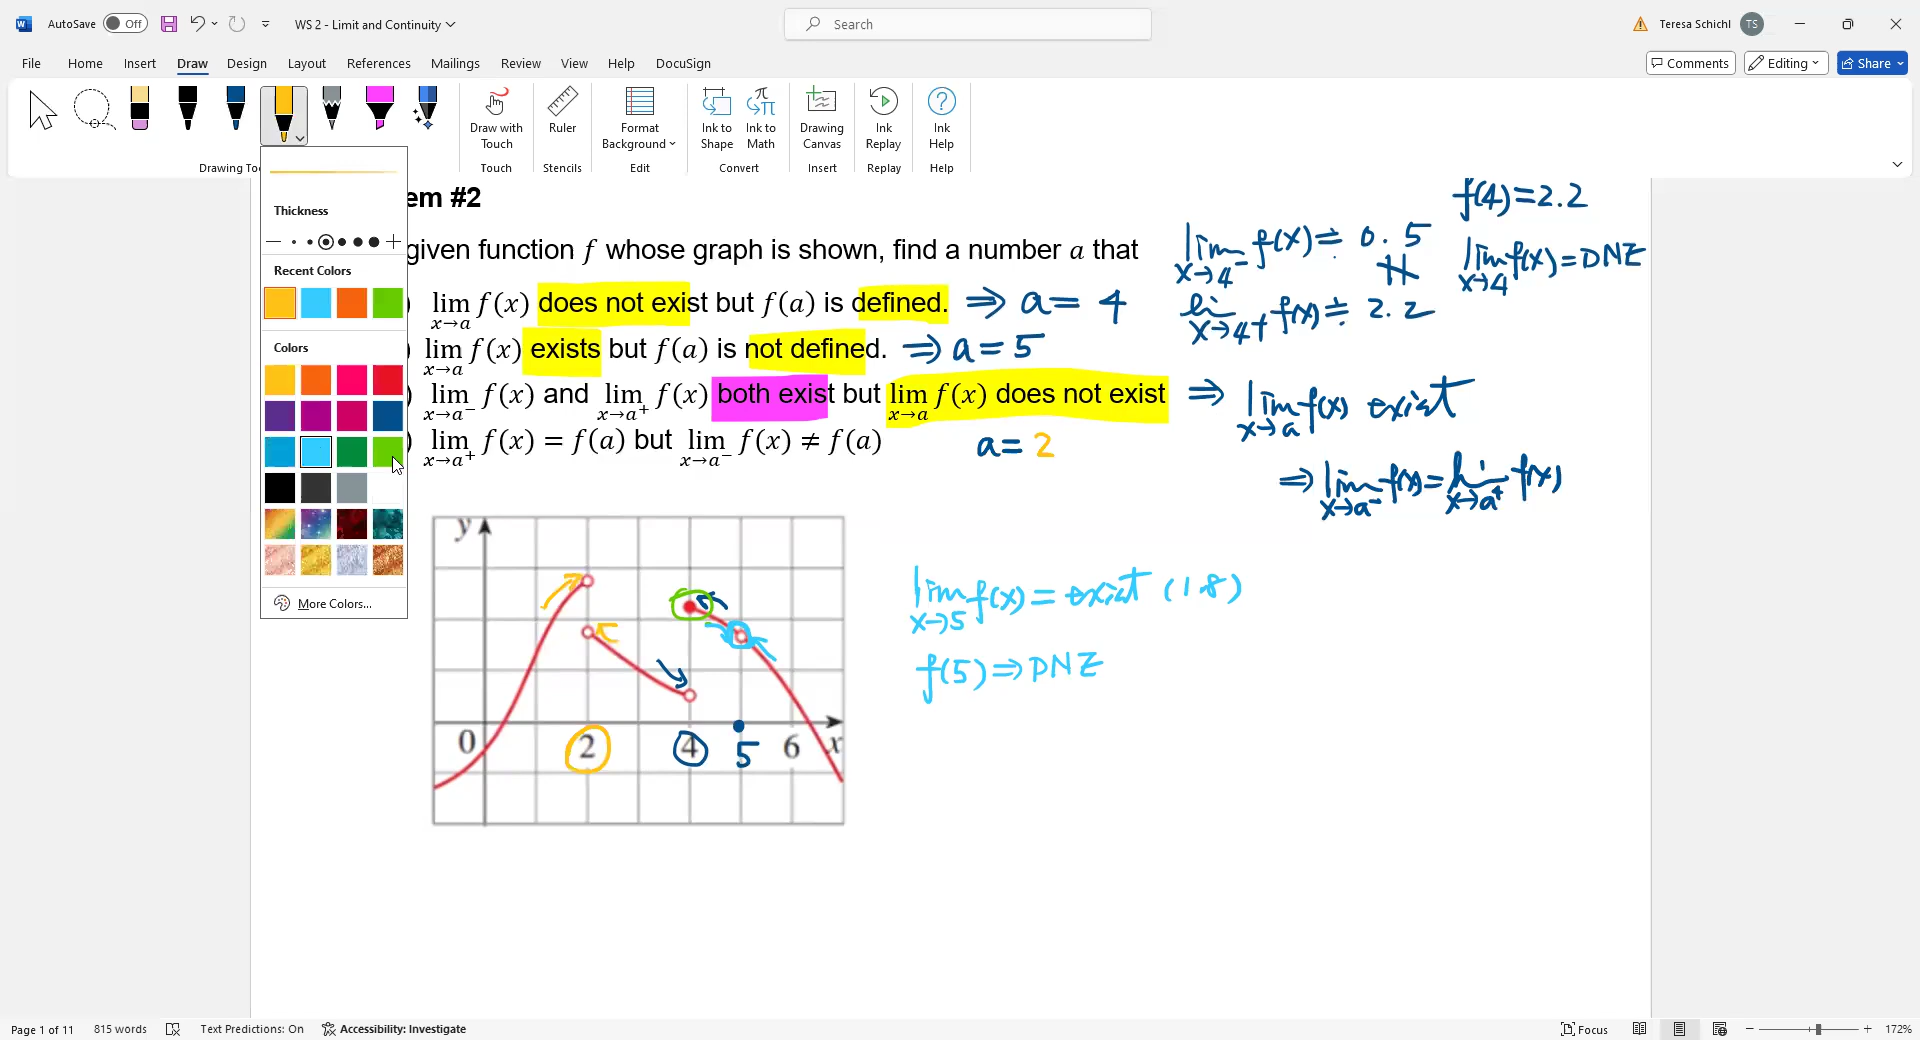 AutoSave Off WS 2 - Limit and Continuity Search Teresa Schichl TS
File Home Insert Draw Design Layout References Mailings Review View Help DocuSign Comments Editing Share
Draw with Touch Ruler Format Background Ink to Shape Ink to Math Drawing Canvas Ink Replay Ink Help
Drawing Too Touch Stencils Edit Convert Insert Replay Help
Thickness
Recent Colors
Colors
More Colors...
em #2
given function f whose graph is shown, find a number a that
) lim x→a f(x) does not exist but f(a) is defined. ⇒ a = 4
) lim x→a f(x) exists but f(a) is not defined. ⇒ a = 5
) lim x→a⁻ f(x) and lim x→a⁺ f(x) both exist but lim x→a f(x) does not exist
a = 2
) lim x→a⁺ f(x) = f(a) but lim x→a⁻ f(x) ≠ f(a)
f(4) = 2.2
lim x→4⁻ f(x) ≐ 0.5
lim x→4⁺ f(x) ≐ 2.2
lim x→4 f(x) = DNE
⇒ lim x→a f(x) exist
⇒ lim x→a⁻ f(x) = lim x→a⁺ f(x)
y
0 2 4 5 6 x
lim x→5 f(x) = exist (1.8)
f(5) ⇒ DNE
Page 1 of 11 815 words Text Predictions: On Accessibility: Investigate Focus 172%